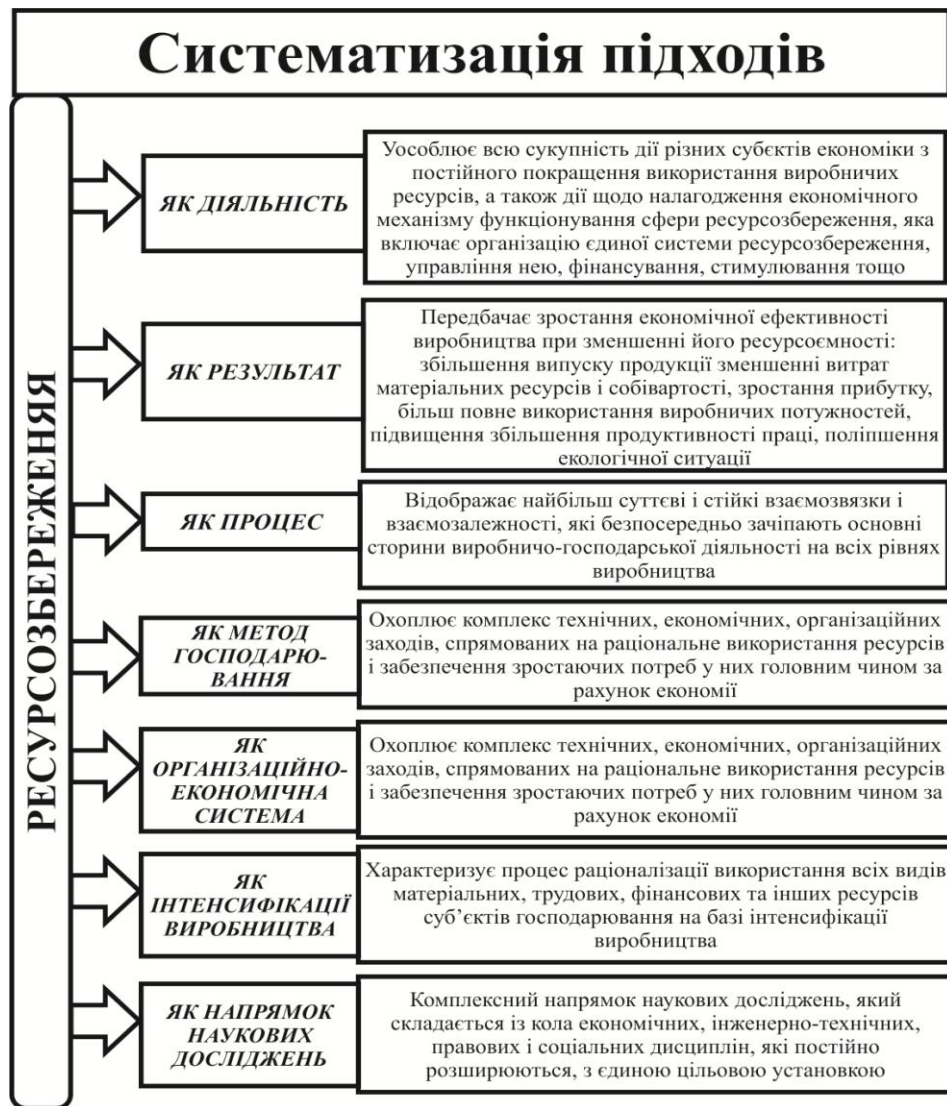 Систематизація підходів
РЕСУРСОЗБЕРЕЖЕНЯЯ
ЯК ДІЯЛЬНІСТЬ
Уособлює всю сукупність дії різних субєктів економіки з
постійного покращення використання виробничих
ресурсів, а також дії щодо налагодження економічного
механізму функціонування сфери ресурсозбереження, яка
включає організацію єдиної системи ресурсозбереження,
управління нею, фінансування, стимулювання тощо
ЯК РЕЗУЛЬТАТ
Передбачає зростання економічної ефективності
виробництва при зменшенні його ресурсоємності:
збільшення випуску продукції зменшенні витрат
матеріальних ресурсів і собівартості, зростання прибутку,
більш повне використання виробничих потужностей,
підвищення збільшення продуктивності праці, поліпшення
екологічної ситуації
ЯК ПРОЦЕС
Відображає найбільш суттєві і стійкі взаємозвязки і
взаємозалежності, які безпосередньо зачіпають основні
сторини виробничо-господарської діяльності на всіх рівнях
виробництва
ЯК МЕТОД
ГОСПОДАРЮ-
ВАННЯ
Охоплює комплекс технічних, економічних, організаційних
заходів, спрямованих на раціональне використання ресурсів
і забезпечення зростаючих потреб у них головним чином за
рахунок економії
ЯК
ОРГАНІЗАЦІЙНО-
ЕКОНОМІЧНА
СИСТЕМА
Охоплює комплекс технічних, економічних, організаційних
заходів, спрямованих на раціональне використання ресурсів
і забезпечення зростаючих потреб у них головним чином за
рахунок економії
ЯК
ІНТЕНСИФІКАЦІЇ
ВИРОБНИЦТВА
Характеризує процес раціоналізації використання всіх видів
матеріальних, трудових, фінансових та інших ресурсів
суб’єктів господарювання на базі інтенсифікації
виробництва
ЯК НАПРЯМОК
НАУКОВИХ
ДОСЛІДЖЕНЬ
Комплексний напрямок наукових досліджень, який
складається із кола економічних, інженерно-технічних,
правових і соціальних дисциплін, які постійно
розширюються, з єдиною цільовою установкою